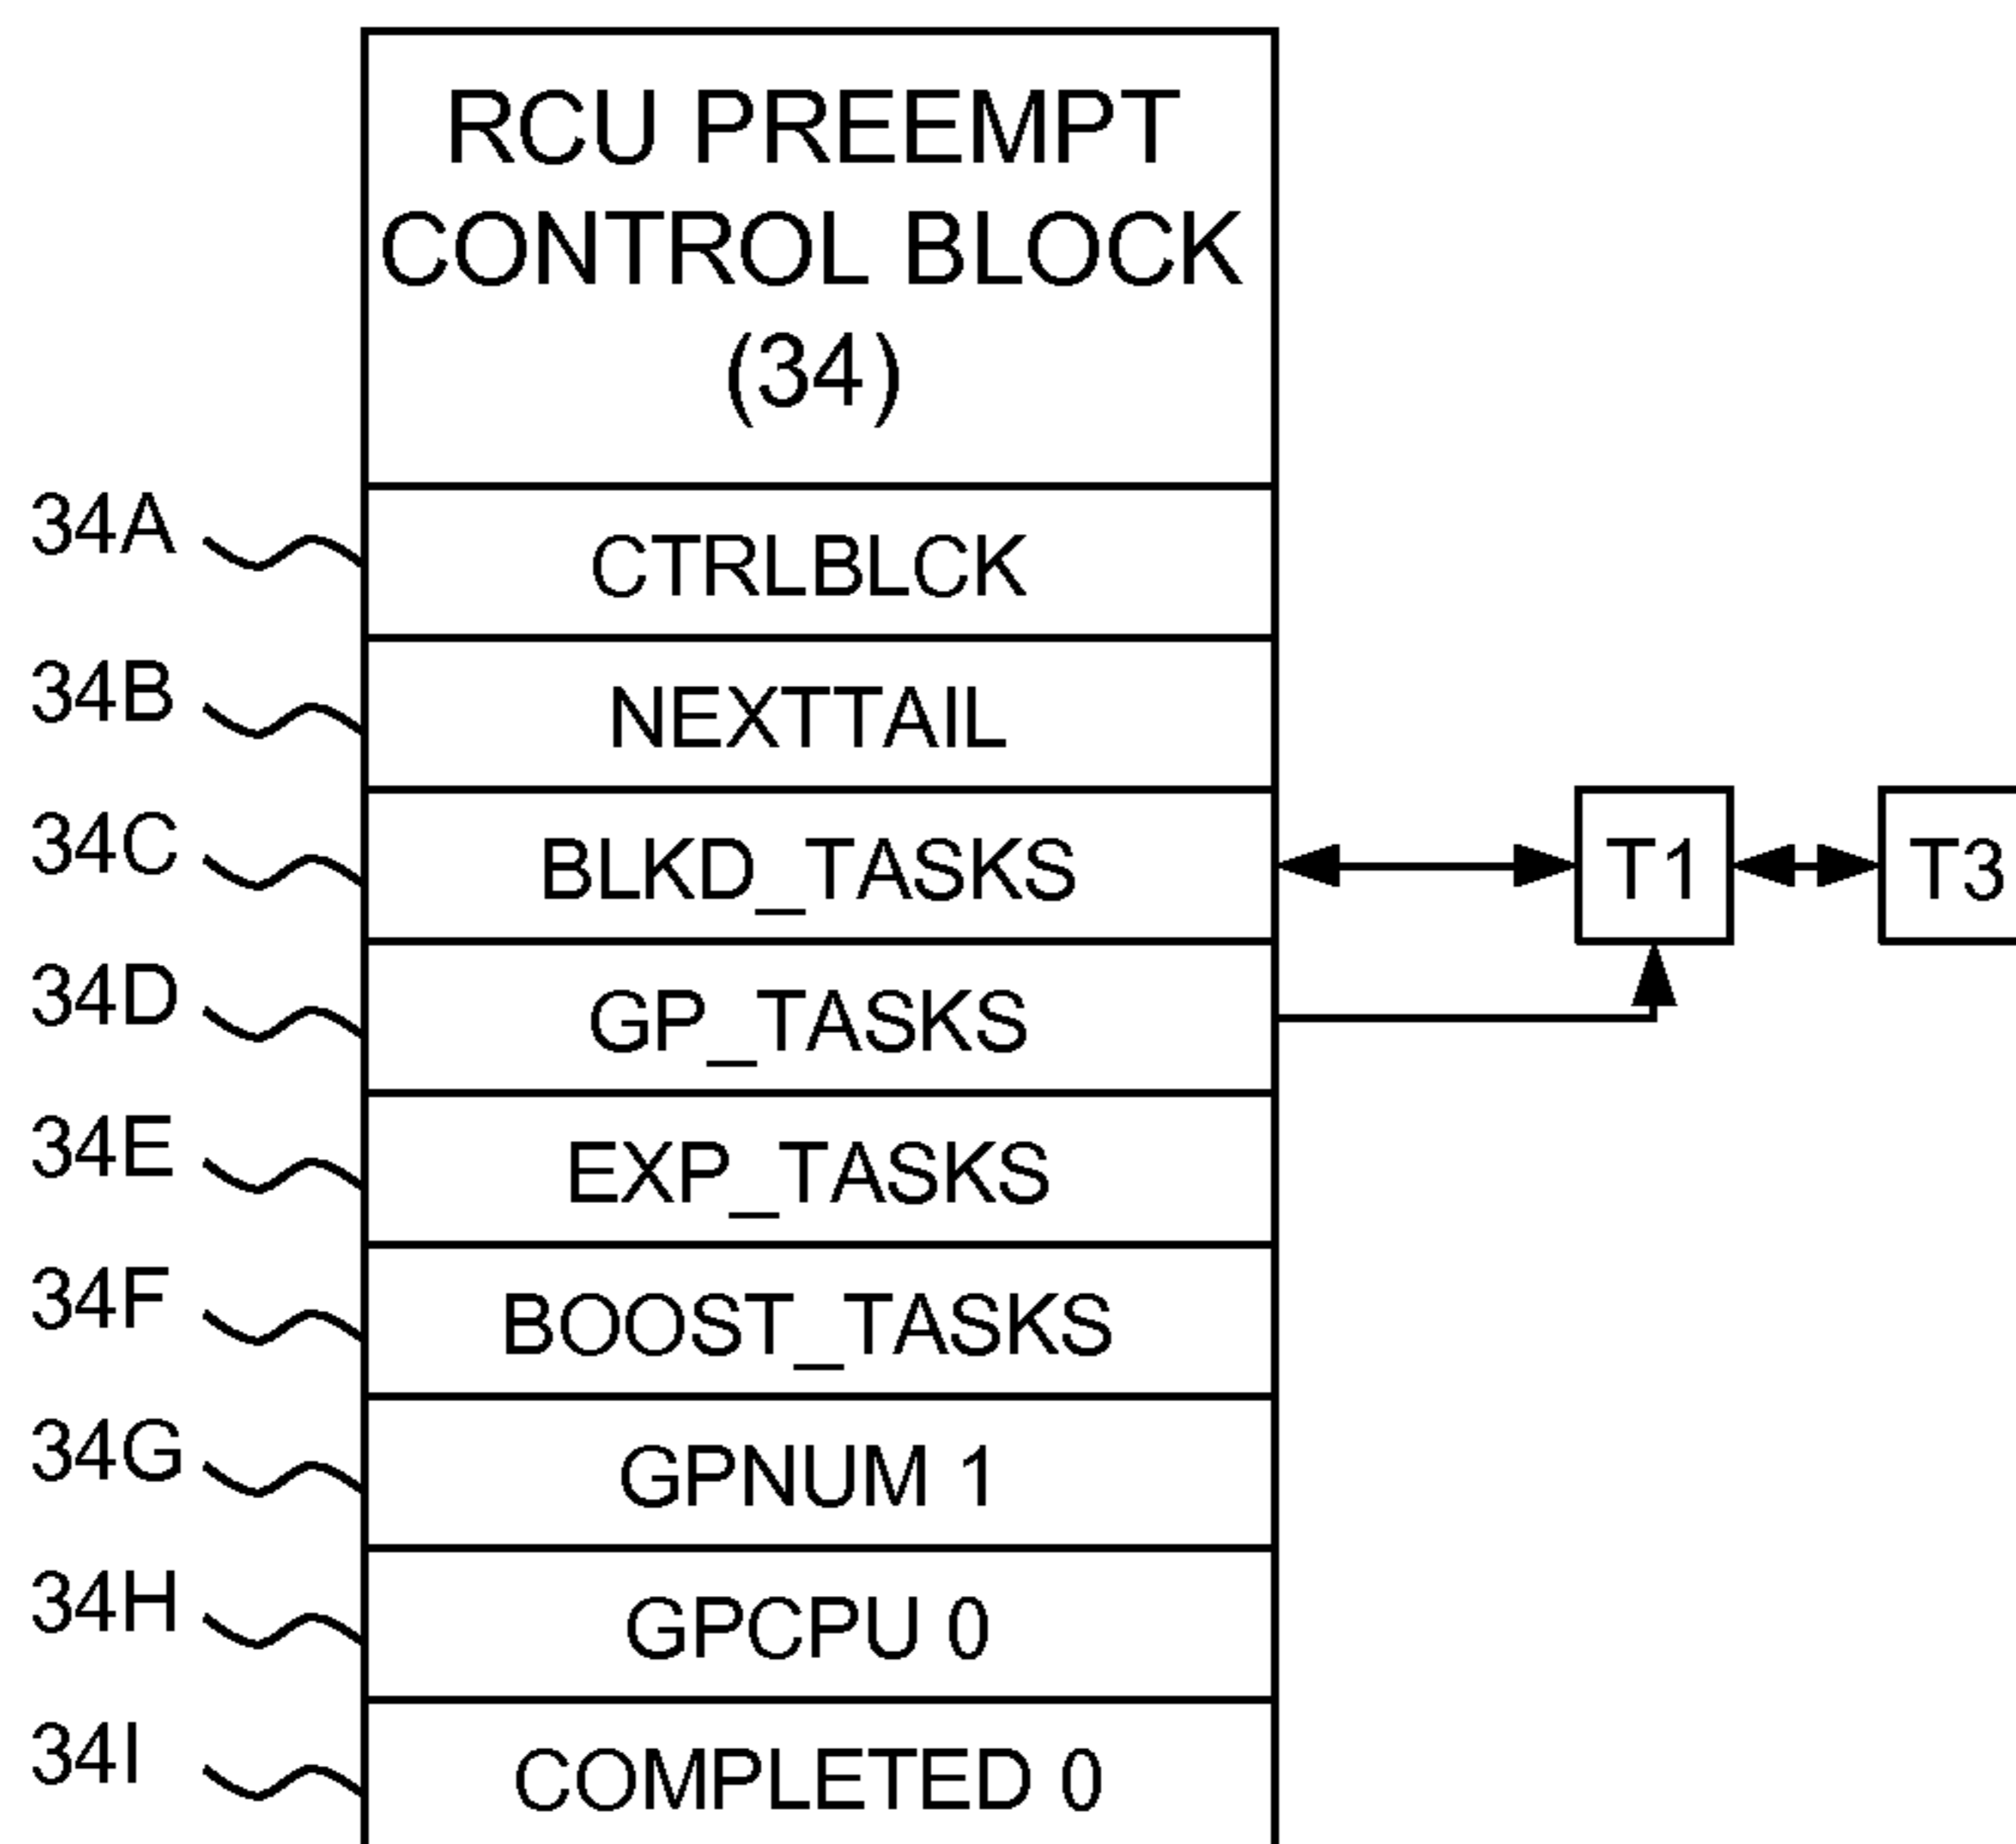 RCU PREEMPT
CONTROL BLOCK
(34)
34A CTRLBLCK
34B NEXTTAIL
34C BLKD_TASKS T1 T3
34D GP_TASKS
34E EXP_TASKS
34F BOOST_TASKS
34G GPNUM 1
34H GPCPU 0
34I COMPLETED 0